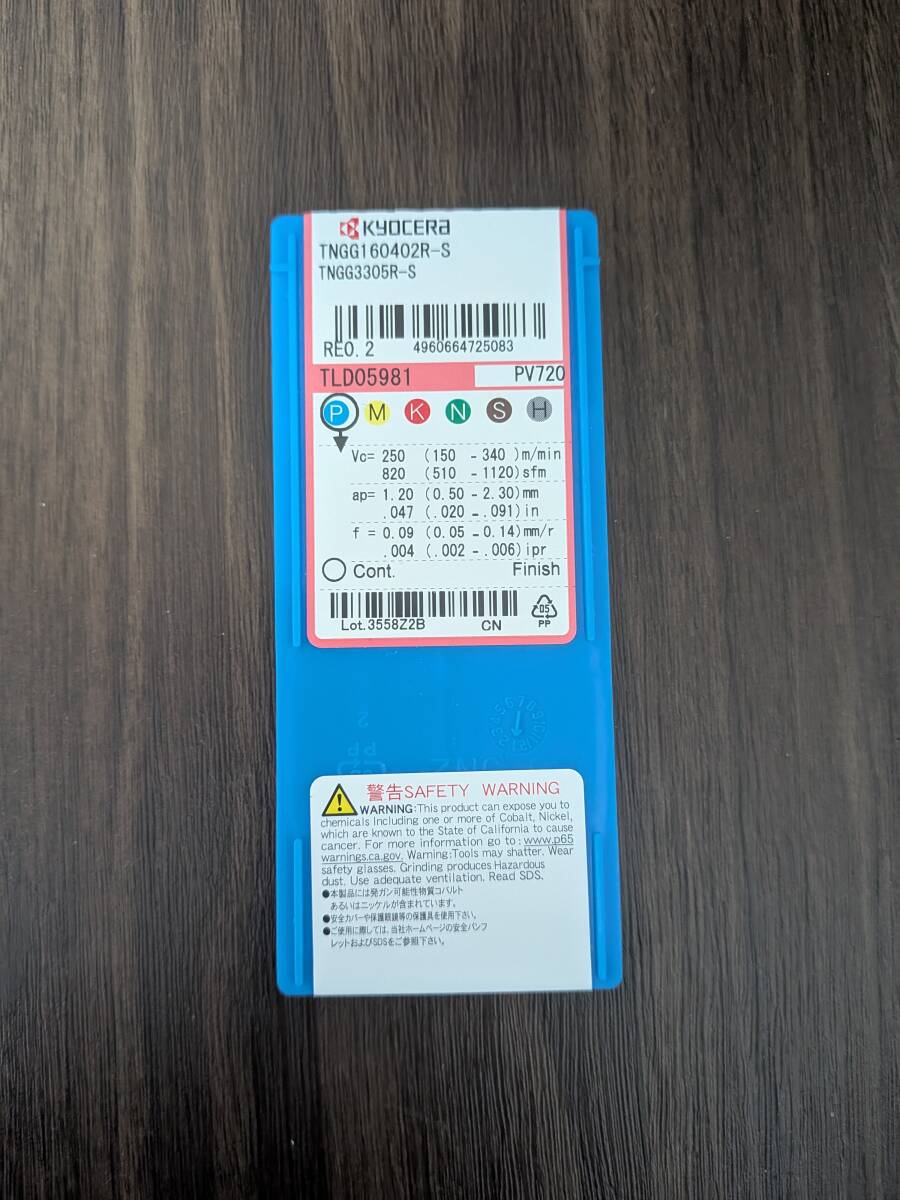 KYOCERA
TNGG160402R-S
TNGG3305R-S
RE0.2 4960664725083
TLD05981 PV720
P M K N S H
Vc= 250 (150 - 340 )m/min
820 (510 - 1120)sfm
ap= 1.20 (0.50 - 2.30)mm
.047 (.020 - .091)in
f = 0.09 (0.05 - 0.14)mm/r
.004 (.002 - .006)ipr
Cont. Finish
Lot.3558Z2B CN
05
PP
2
PP
警告SAFETY WARNING
WARNING:This product can expose you to
chemicals including one or more of Cobalt, Nickel,
which are known to the State of California to cause
cancer. For more information go to : www.p65
warnings.ca.gov. Warning:Tools may shatter. Wear
safety glasses. Grinding produces Hazardous
dust. Use adequate ventilation. Read SDS.
●本製品には発ガン可能性物質コバルト
あるいはニッケルが含まれています。
●安全カバーや保護眼鏡等の保護具を使用下さい。
●ご使用に際しては、当社ホームページの安全パンフ
レットおよびSDSをご参照下さい。